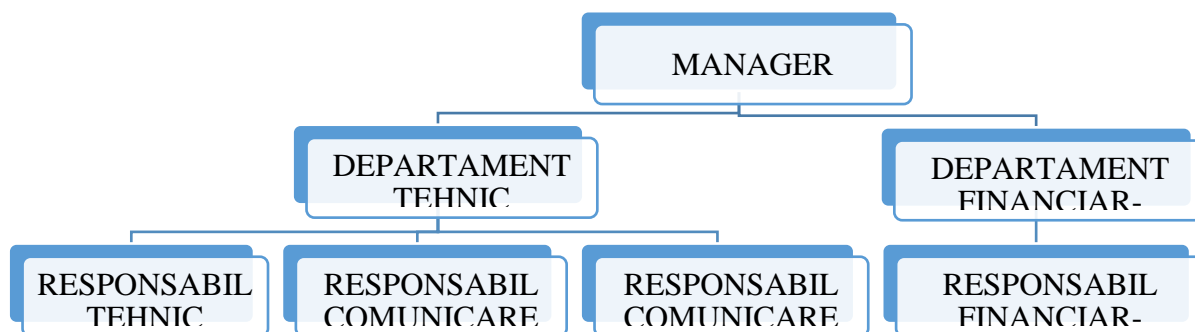 MANAGER
DEPARTAMENT
TEHNIC
DEPARTAMENT
FINANCIAR-
RESPONSABIL
TEHNIC
RESPONSABIL
COMUNICARE
RESPONSABIL
COMUNICARE
RESPONSABIL
FINANCIAR-